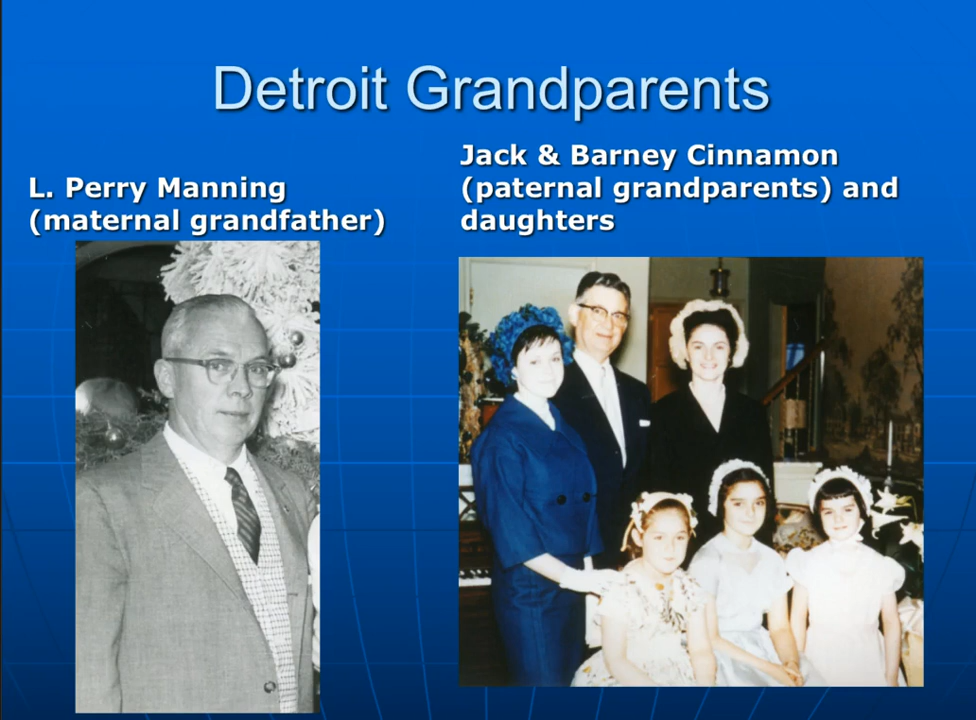 Detroit Grandparents
L. Perry Manning
(maternal grandfather)
Jack & Barney Cinnamon
(paternal grandparents) and
daughters